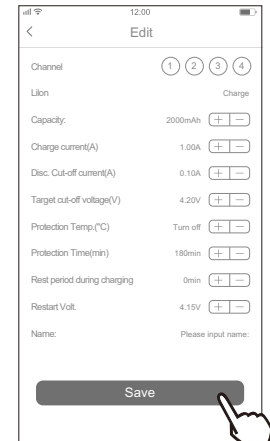 12:00
Edit
Channel 1 2 3 4
LiIon Charge
Capacity: 2000mAh + −
Charge current(A) 1.00A + −
Disc. Cut-off current(A) 0.10A + −
Target cut-off voltage(V) 4.20V + −
Protection Temp.(°C) Turn off + −
Protection Time(min) 180min + −
Rest period during charging 0min + −
Restart Volt. 4.15V + −
Name: Please input name:
Save